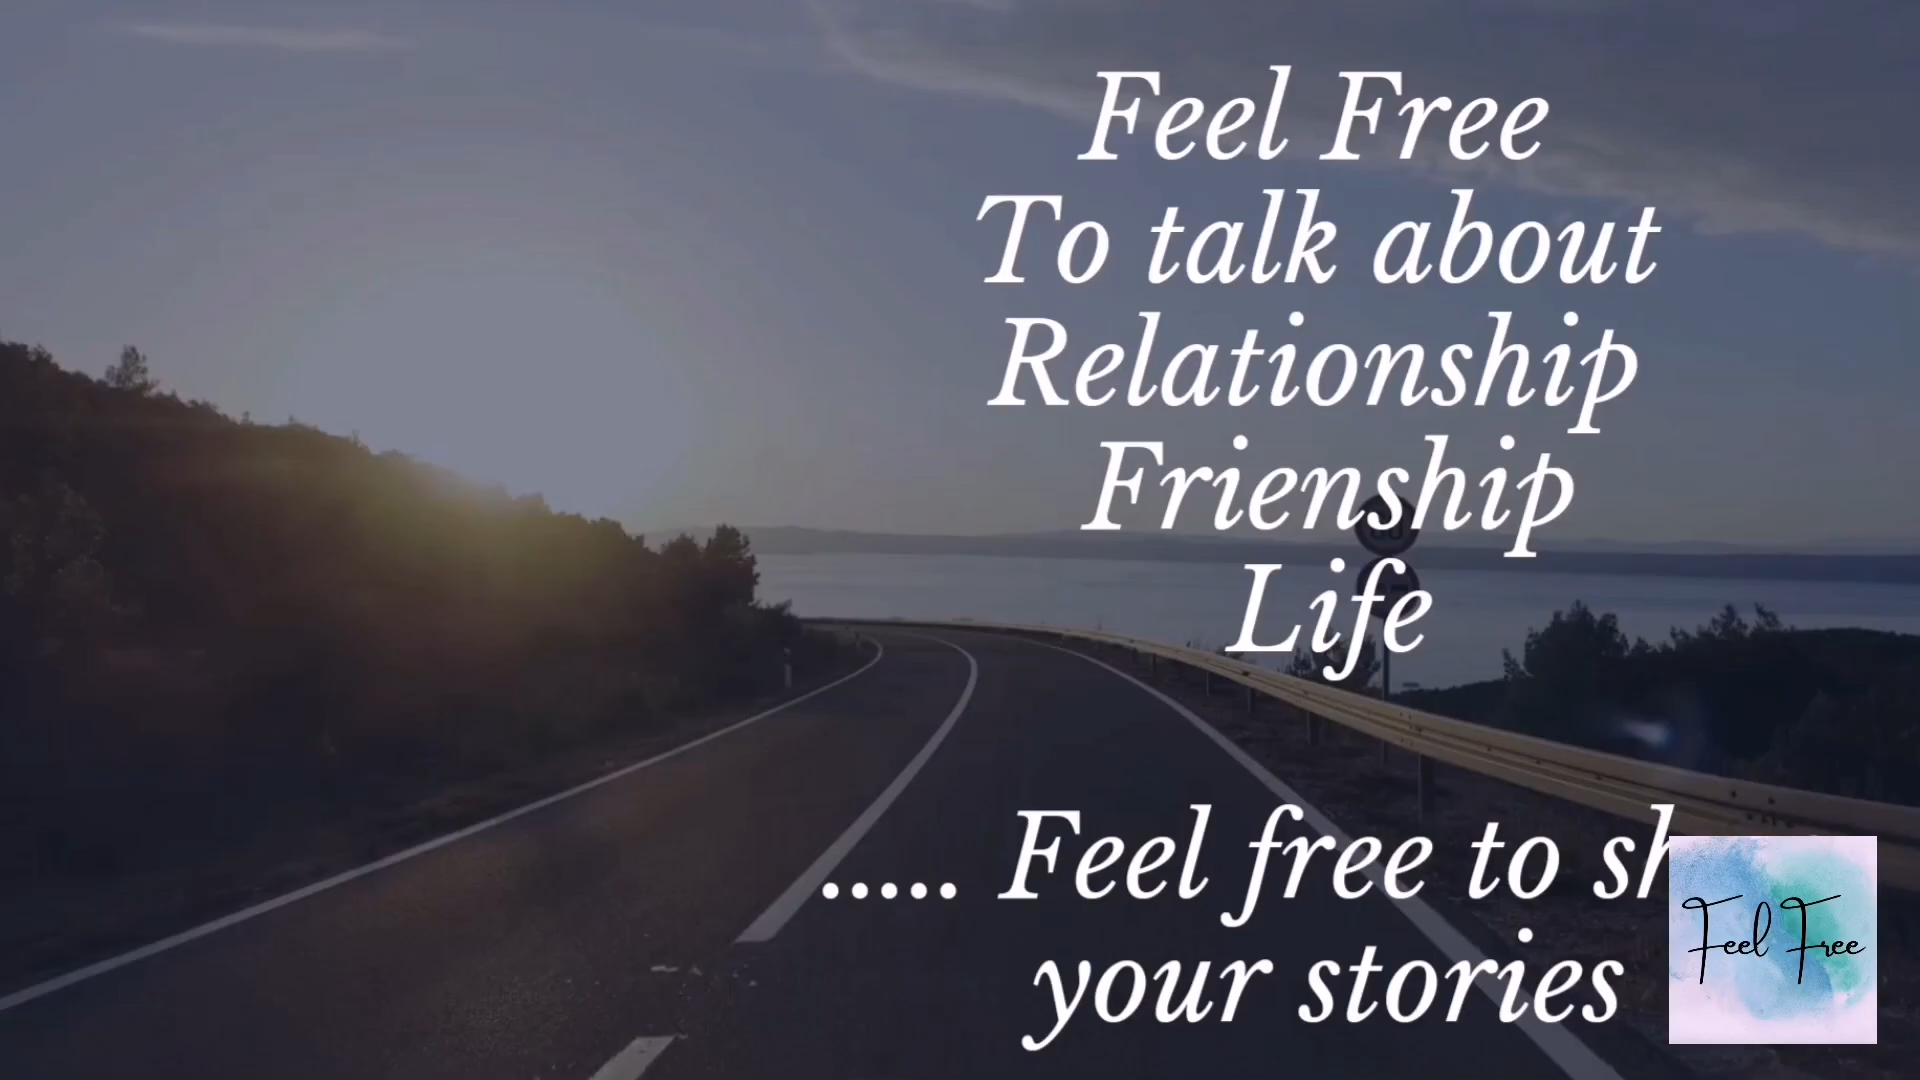 Feel Free
To talk about
Relationship
Frienship
Life
..... Feel free to
your stories
Feel Free